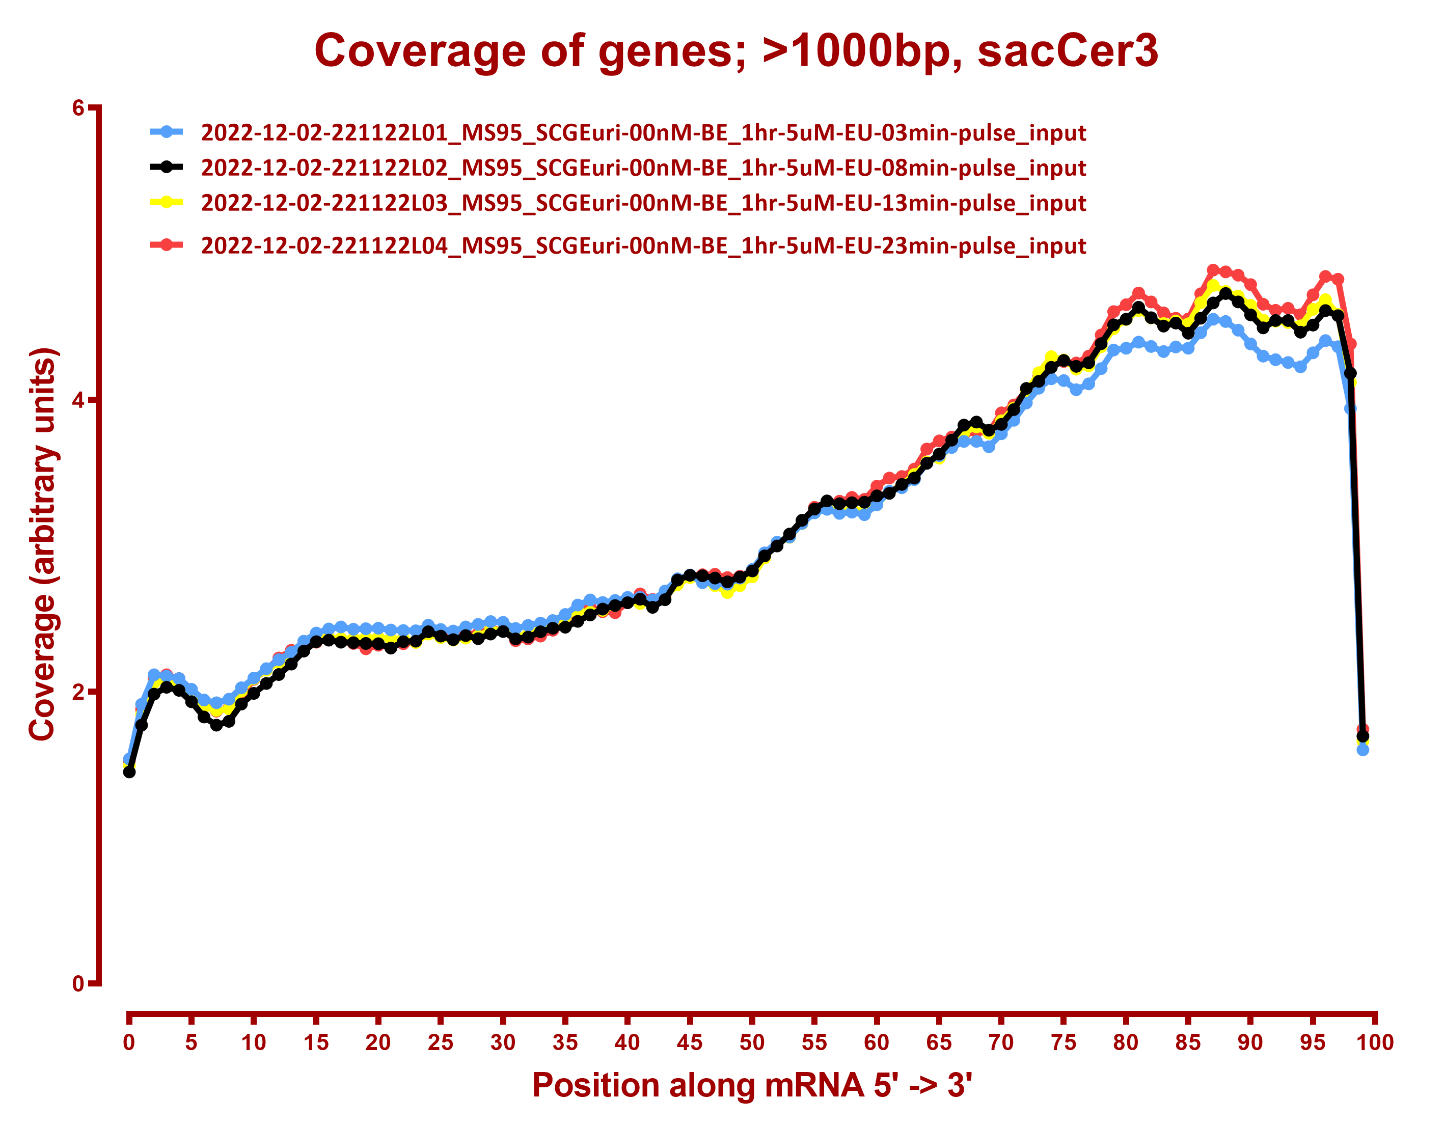 Coverage of genes; >1000bp, sacCer3
6
2022-12-02-221122L01_MS95_SCGEuri-00nM-BE_1hr-5uM-EU-03min-pulse_input
2022-12-02-221122L02_MS95_SCGEuri-00nM-BE_1hr-5uM-EU-08min-pulse_input
2022-12-02-221122L03_MS95_SCGEuri-00nM-BE_1hr-5uM-EU-13min-pulse_input
2022-12-02-221122L04_MS95_SCGEuri-00nM-BE_1hr-5uM-EU-23min-pulse_input
4
Coverage (arbitrary units)
2
0
0 5 10 15 20 25 30 35 40 45 50 55 60 65 70 75 80 85 90 95 100
Position along mRNA 5' -> 3'